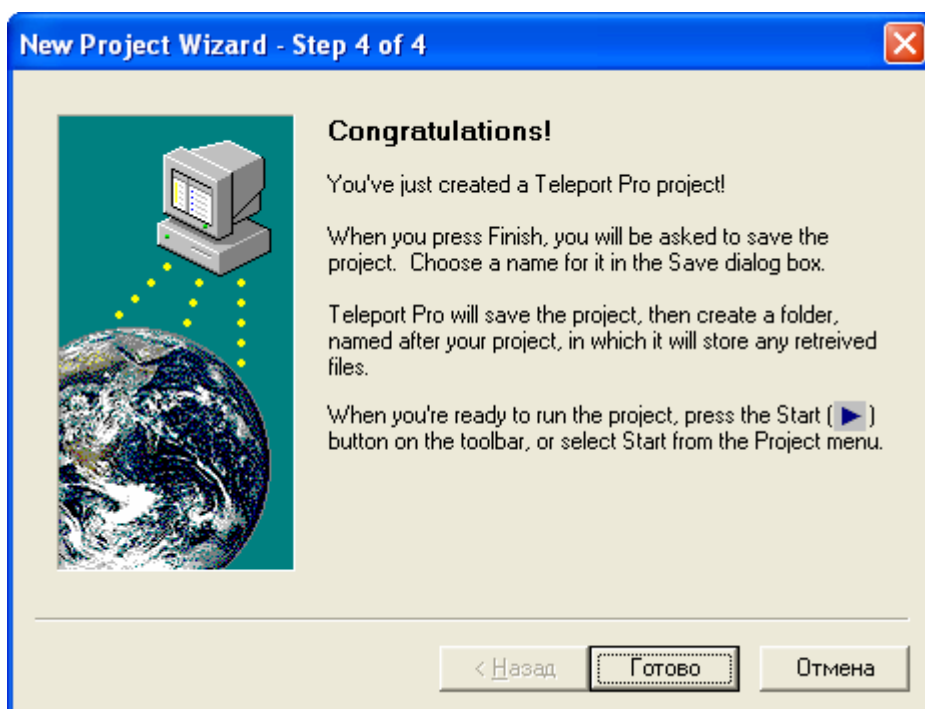 New Project Wizard - Step 4 of 4
Congratulations!
You've just created a Teleport Pro project!
When you press Finish, you will be asked to save the
project.  Choose a name for it in the Save dialog box.
Teleport Pro will save the project, then create a folder,
named after your project, in which it will store any retreived
files.
When you're ready to run the project, press the Start ( ▶ )
button on the toolbar, or select Start from the Project menu.
< Назад
Готово
Отмена